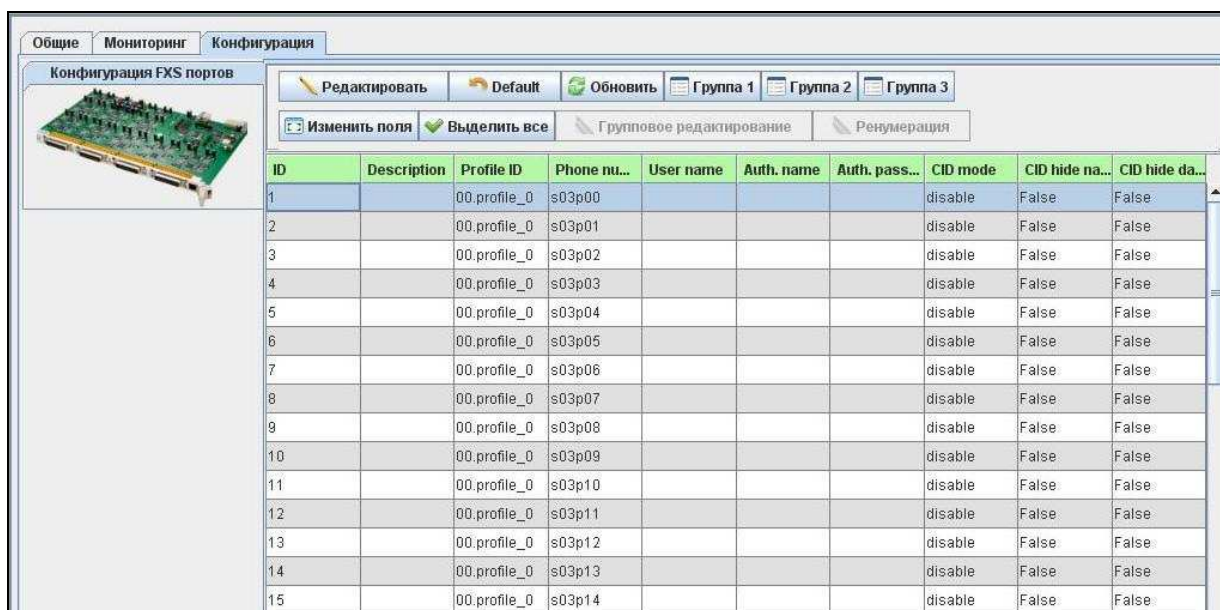 Общие Мониторинг Конфигурация
Конфигурация FXS портов
Редактировать Default Обновить Группа 1 Группа 2 Группа 3
Изменить поля Выделить все Групповое редактирование Ренумерация
ID Description Profile ID Phone nu... User name Auth. name Auth. pass... CID mode CID hide na... CID hide da...
1 00.profile_0 s03p00 disable False False
2 00.profile_0 s03p01 disable False False
3 00.profile_0 s03p02 disable False False
4 00.profile_0 s03p03 disable False False
5 00.profile_0 s03p04 disable False False
6 00.profile_0 s03p05 disable False False
7 00.profile_0 s03p06 disable False False
8 00.profile_0 s03p07 disable False False
9 00.profile_0 s03p08 disable False False
10 00.profile_0 s03p09 disable False False
11 00.profile_0 s03p10 disable False False
12 00.profile_0 s03p11 disable False False
13 00.profile_0 s03p12 disable False False
14 00.profile_0 s03p13 disable False False
15 00.profile_0 s03p14 disable False False